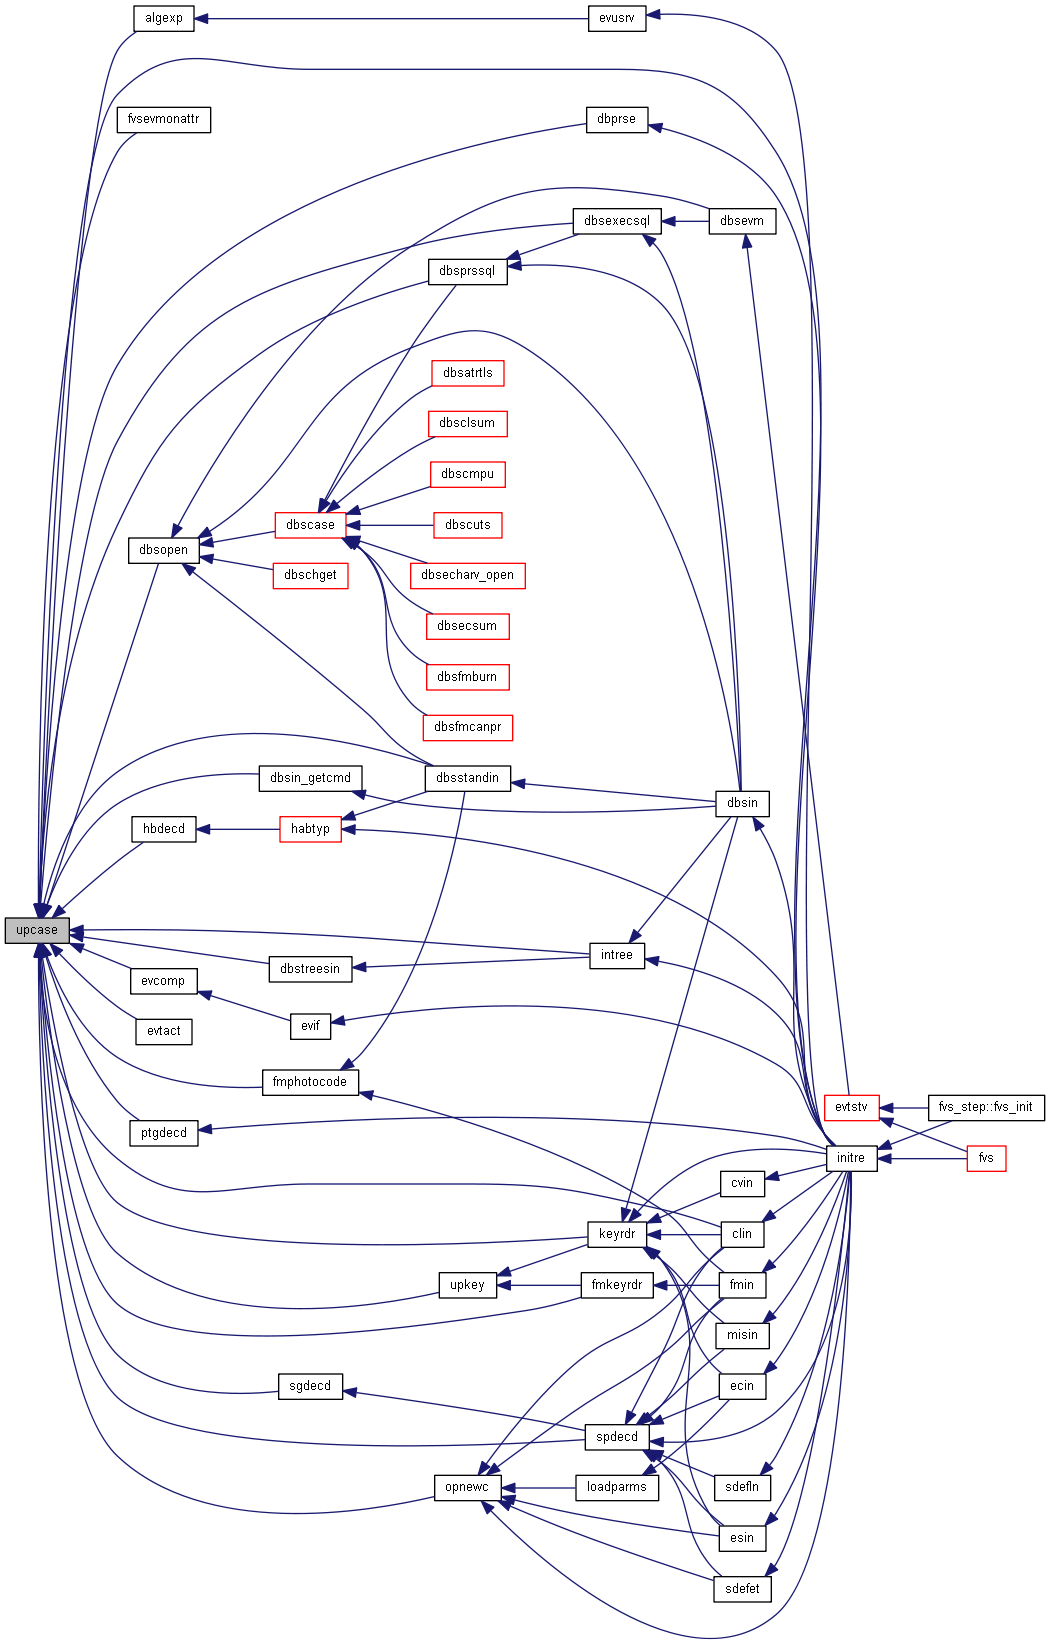 algexp
evusrv
fvsevmonattr
dbprse
dbsexecsql
dbsevm
dbsprssql
dbsatrtls
dbsclsum
dbscmpu
dbscase
dbscuts
dbsopen
dbschget
dbsecharv_open
dbsecsum
dbsfmburn
dbsfmcanpr
dbsin_getcmd
dbsstandin
dbsin
hbdecd
habtyp
upcase
intree
dbstreesin
evcomp
evif
evtact
fmphotocode
evtstv
fvs_step::fvs_init
ptgdecd
initre
fvs
cvin
keyrdr
clin
upkey
fmkeyrdr
fmin
misin
sgdecd
ecin
spdecd
opnewc
loadparms
sdefln
esin
sdefet